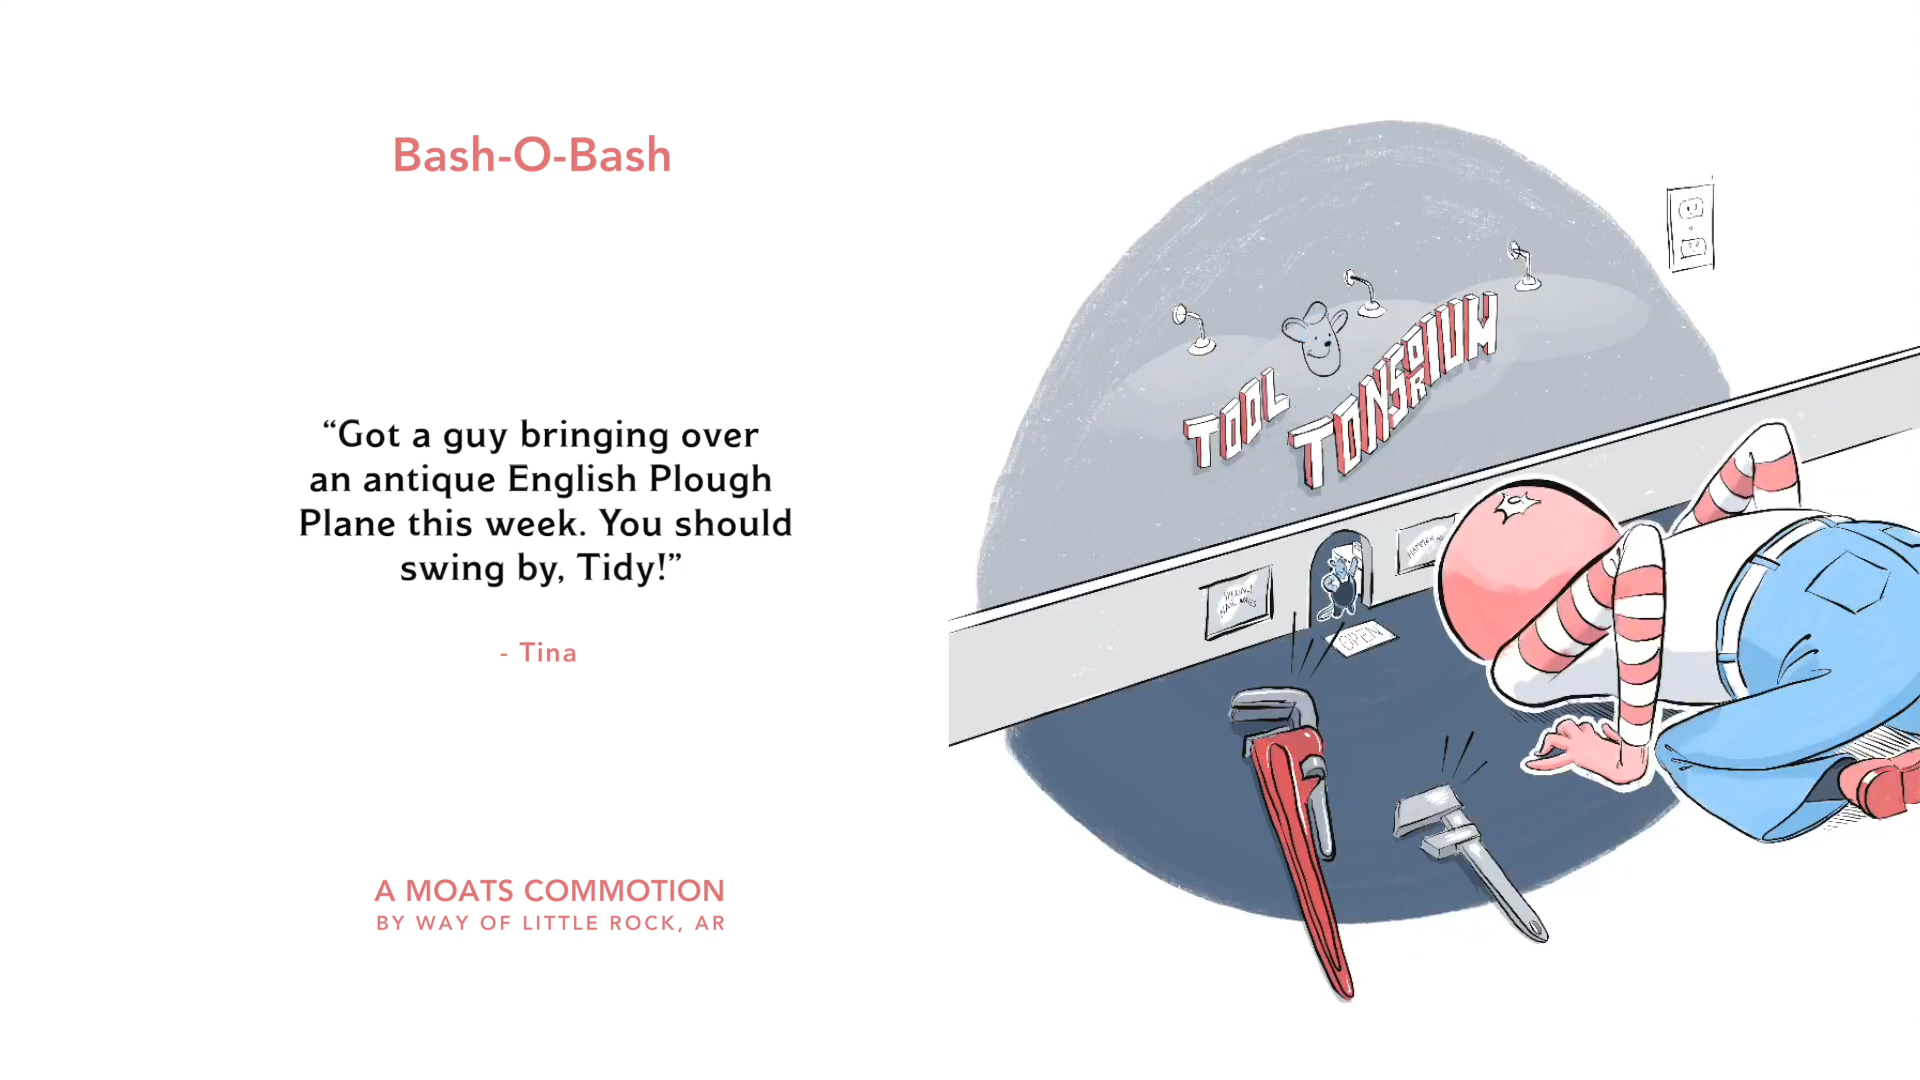 Bash-O-Bash
“Got a guy bringing over
an antique English Plough
Plane this week. You should
swing by, Tidy!”
- Tina
A MOATS COMMOTION
BY WAY OF LITTLE ROCK, AR
TOOL
TONSORIUM
OPEN